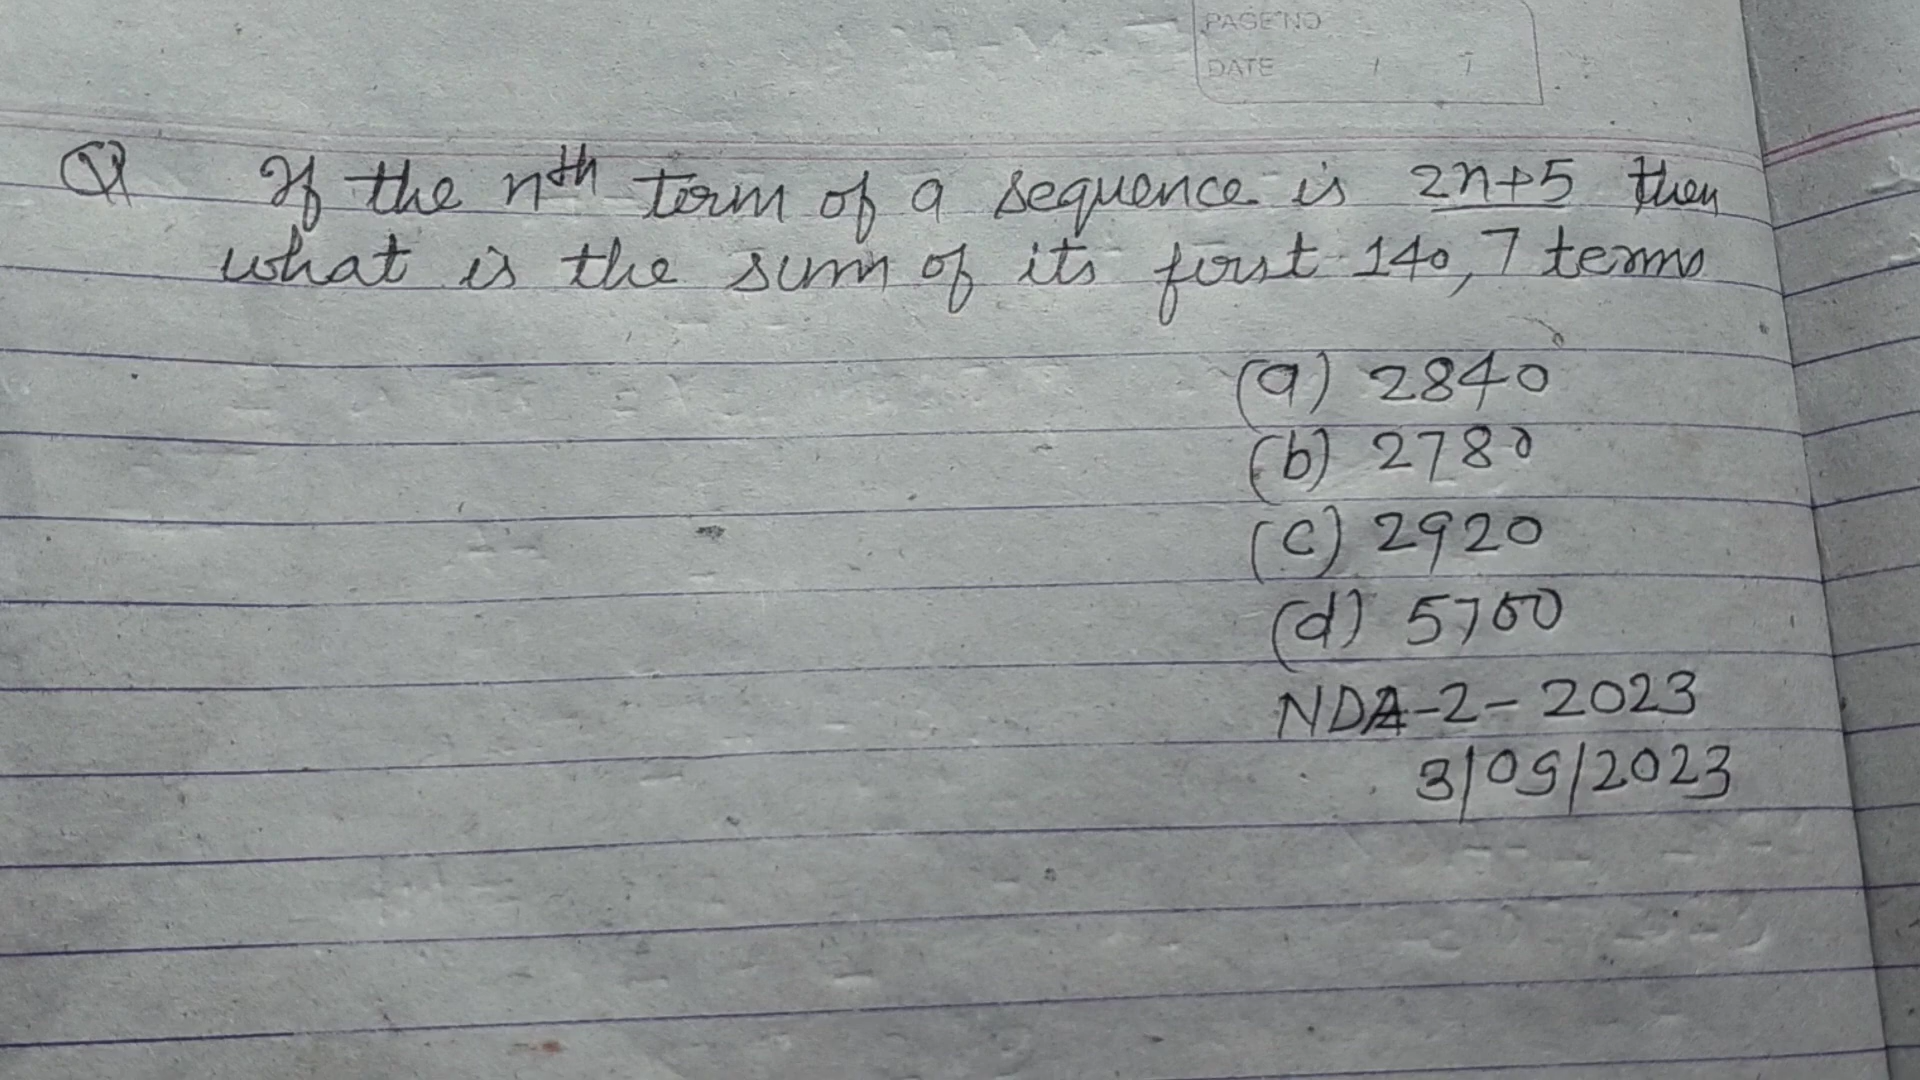 PAGE NO
DATE / /
Q If the nth term of a sequence is 2n+5 then
what is the sum of its first 140, 7 terms
(a) 2840
(b) 2780
(c) 2920
(d) 5700
NDA-2-2023
3/09/2023